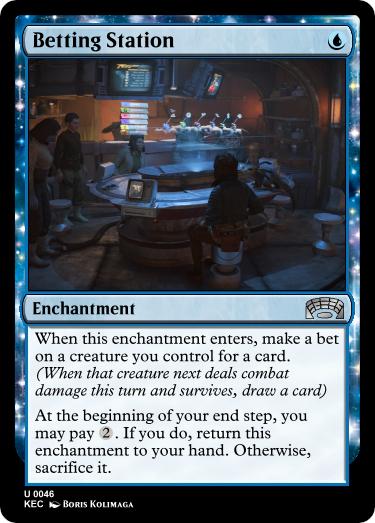 Betting Station
Enchantment
When this enchantment enters, make a bet
on a creature you control for a card.
(When that creature next deals combat
damage this turn and survives, draw a card)
At the beginning of your end step, you
may pay 2. If you do, return this
enchantment to your hand. Otherwise,
sacrifice it.
U 0046
KEC Boris Kolimaga